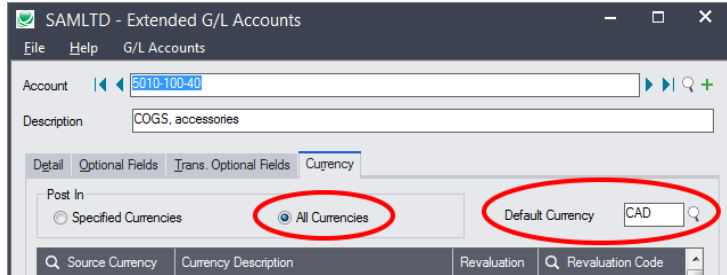 SAMLTD - Extended G/L Accounts
File Help G/L Accounts
Account 5010-100-40
Description COGS, accessories
Detail Optional Fields Trans. Optional Fields Currency
Post In
Specified Currencies All Currencies Default Currency CAD
Source Currency Currency Description Revaluation Revaluation Code